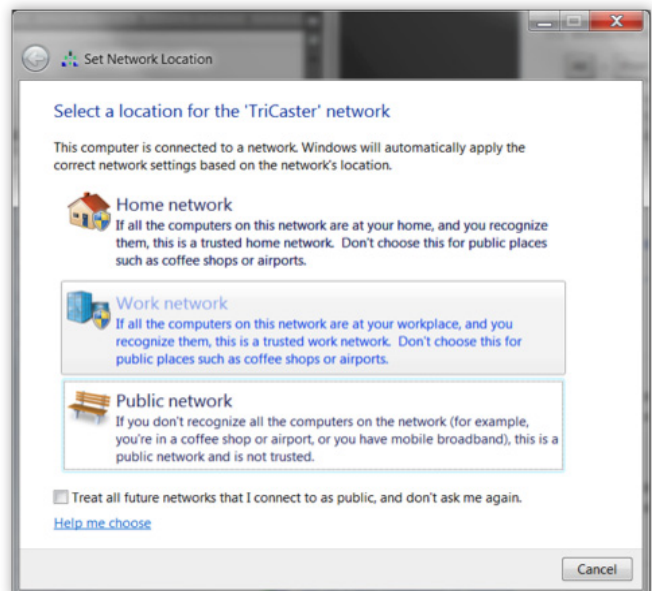 Set Network Location
Select a location for the 'TriCaster' network
This computer is connected to a network. Windows will automatically apply the
correct network settings based on the network's location.
Home network
If all the computers on this network are at your home, and you recognize
them, this is a trusted home network. Don't choose this for public places
such as coffee shops or airports.
Work network
If all the computers on this network are at your workplace, and you
recognize them, this is a trusted work network. Don't choose this for
public places such as coffee shops or airports.
Public network
If you don't recognize all the computers on the network (for example,
you're in a coffee shop or airport, or you have mobile broadband), this is a
public network and is not trusted.
Treat all future networks that I connect to as public, and don't ask me again.
Help me choose
Cancel